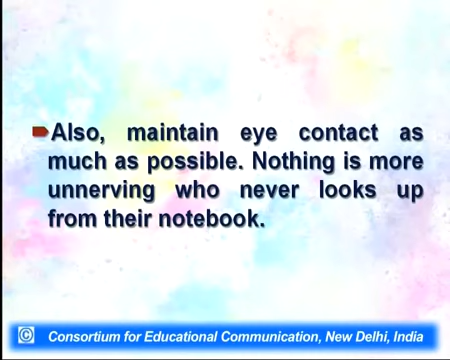 Also, maintain eye contact as
much as possible. Nothing is more
unnerving who never looks up
from their notebook.
© Consortium for Educational Communication, New Delhi, India